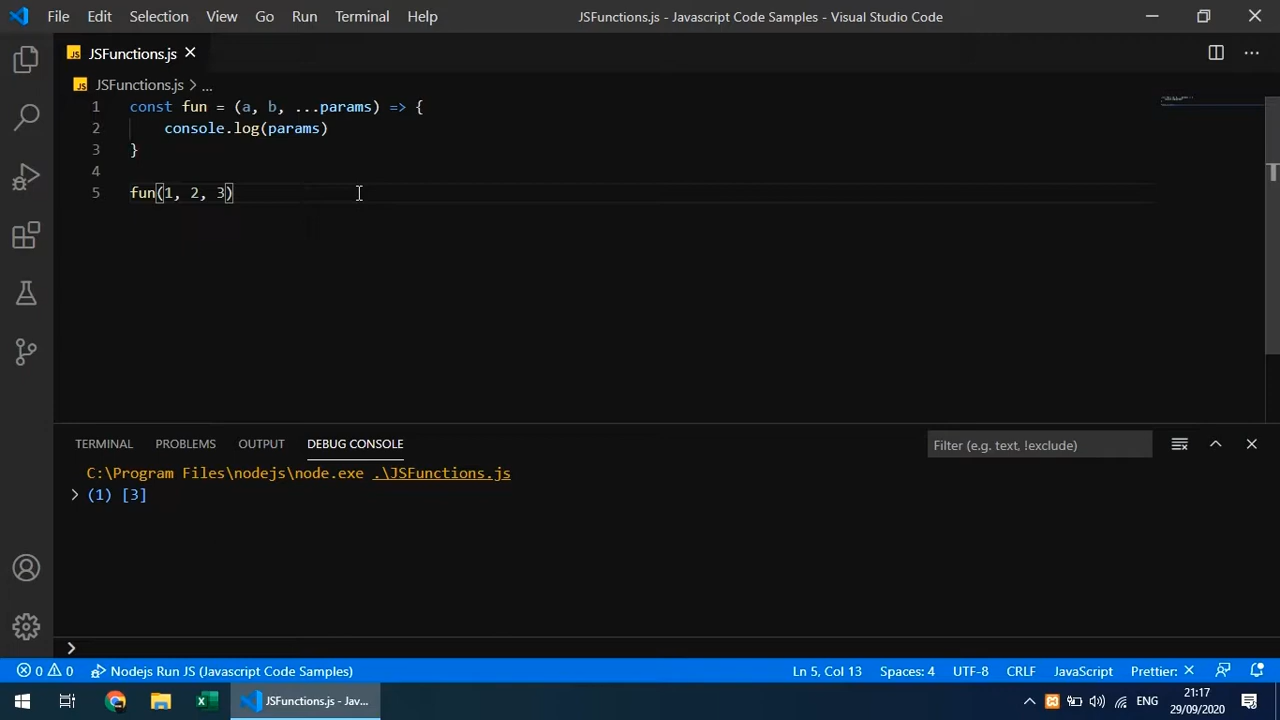 File Edit Selection View Go Run Terminal Help
JSFunctions.js - Javascript Code Samples - Visual Studio Code
JS JSFunctions.js
JS JSFunctions.js > ...
1 const fun = (a, b, ...params) => {
2 console.log(params)
3 }
4
5 fun(1, 2, 3)
TERMINAL PROBLEMS OUTPUT DEBUG CONSOLE
Filter (e.g. text, !exclude)
C:\Program Files\nodejs\node.exe .\JSFunctions.js
> (1) [3]
>
0 0 Nodejs Run JS (Javascript Code Samples) Ln 5, Col 13 Spaces: 4 UTF-8 CRLF JavaScript Prettier: ×
JSFunctions.js - Jav... ENG 21:17
29/09/2020